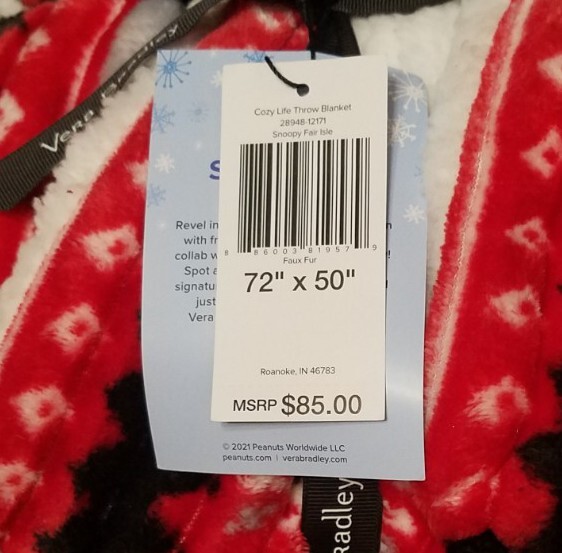 Vera Bradley
Cozy Life Throw Blanket
28948-12171
Snoopy Fair Isle
8 86003 81957 9
Faux Fur
72" x 50"
Roanoke, IN 46783
MSRP $85.00
S
Revel in
with fr
collab w
Spot a
signatu
just
Vera
© 2021 Peanuts Worldwide LLC
peanuts.com | verabradley.com
radley